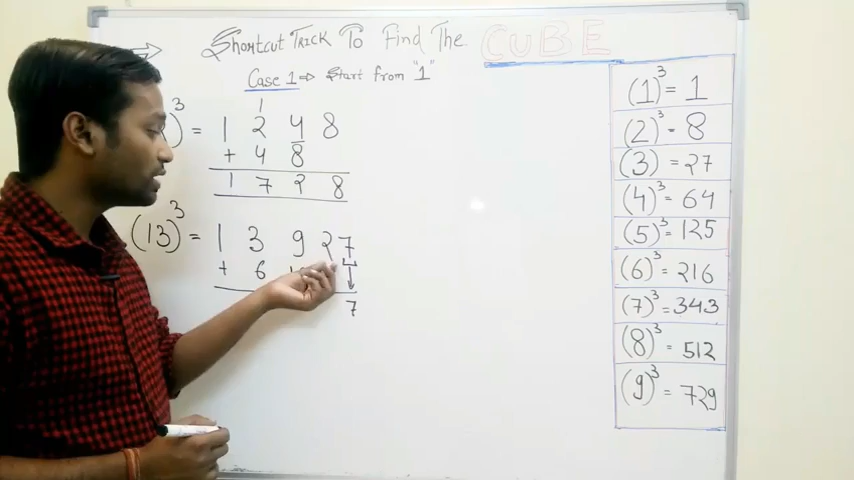 Shortcut Trick To Find The CUBE
Case 1 ⇒ Start from "1"
1
)³ = 1 2 4 8
+ 4 8
1 7 2 8
(13)³ = 1 3 9 27
+ 6
7
(1)³ = 1
(2)³ = 8
(3)³ = 27
(4)³ = 64
(5)³ = 125
(6)³ = 216
(7)³ = 343
(8)³ = 512
(9)³ = 729